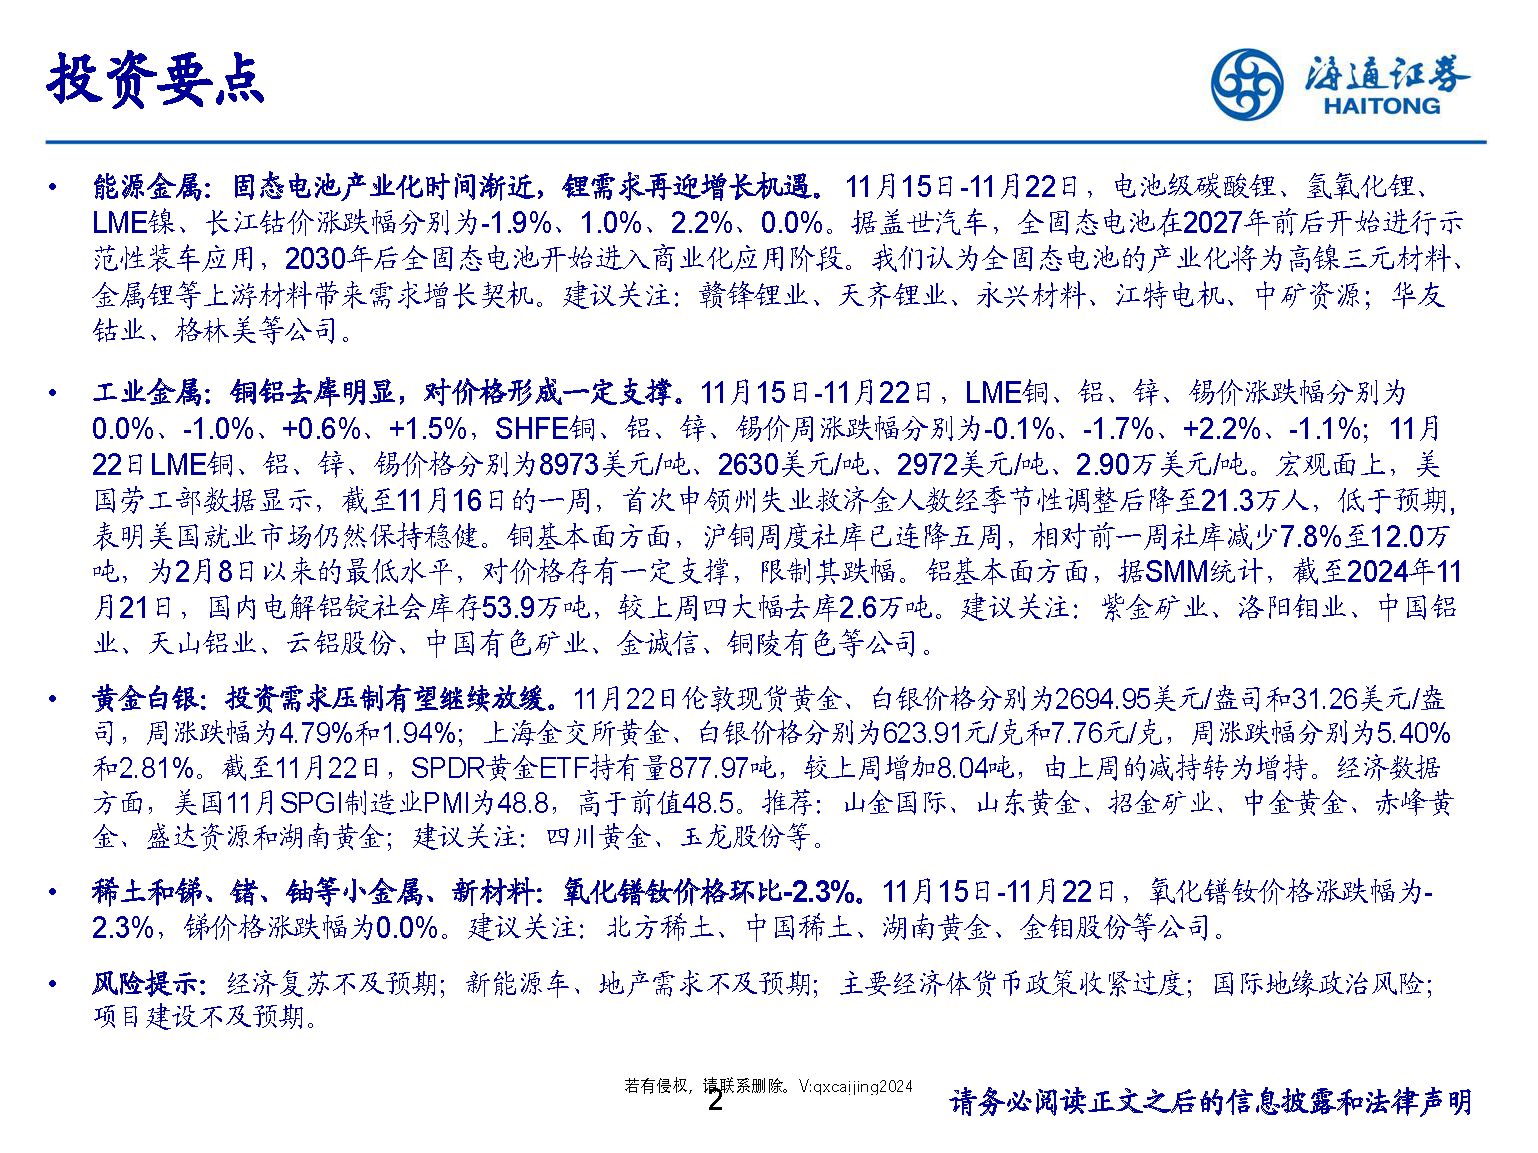 投资要点
海通证券
HAITONG
• 能源金属：固态电池产业化时间渐近，锂需求再迎增长机遇。 11月15日-11月22日，电池级碳酸锂、氢氧化锂、
LME镍、长江钴价涨跌幅分别为-1.9%、1.0%、2.2%、0.0%。据盖世汽车，全固态电池在2027年前后开始进行示
范性装车应用，2030年后全固态电池开始进入商业化应用阶段。我们认为全固态电池的产业化将为高镍三元材料、
金属锂等上游材料带来需求增长契机。建议关注：赣锋锂业、天齐锂业、永兴材料、江特电机、中矿资源；华友
钴业、格林美等公司。
• 工业金属：铜铝去库明显，对价格形成一定支撑。11月15日-11月22日，LME铜、铝、锌、锡价涨跌幅分别为
0.0%、-1.0%、+0.6%、+1.5%，SHFE铜、铝、锌、锡价周涨跌幅分别为-0.1%、-1.7%、+2.2%、-1.1%；11月
22日LME铜、铝、锌、锡价格分别为8973美元/吨、2630美元/吨、2972美元/吨、2.90万美元/吨。宏观面上，美
国劳工部数据显示，截至11月16日的一周，首次申领州失业救济金人数经季节性调整后降至21.3万人，低于预期,
表明美国就业市场仍然保持稳健。铜基本面方面，沪铜周度社库已连降五周，相对前一周社库减少7.8%至12.0万
吨，为2月8日以来的最低水平，对价格存有一定支撑，限制其跌幅。铝基本面方面，据SMM统计，截至2024年11
月21日，国内电解铝锭社会库存53.9万吨，较上周四大幅去库2.6万吨。建议关注：紫金矿业、洛阳钼业、中国铝
业、天山铝业、云铝股份、中国有色矿业、金诚信、铜陵有色等公司。
• 黄金白银：投资需求压制有望继续放缓。11月22日伦敦现货黄金、白银价格分别为2694.95美元/盎司和31.26美元/盎
司，周涨跌幅为4.79%和1.94%；上海金交所黄金、白银价格分别为623.91元/克和7.76元/克，周涨跌幅分别为5.40%
和2.81%。截至11月22日，SPDR黄金ETF持有量877.97吨，较上周增加8.04吨，由上周的减持转为增持。经济数据
方面，美国11月SPGI制造业PMI为48.8，高于前值48.5。推荐：山金国际、山东黄金、招金矿业、中金黄金、赤峰黄
金、盛达资源和湖南黄金；建议关注：四川黄金、玉龙股份等。
• 稀土和锑、锗、铀等小金属、新材料：氧化镨钕价格环比-2.3%。11月15日-11月22日，氧化镨钕价格涨跌幅为-
2.3%，锑价格涨跌幅为0.0%。建议关注：北方稀土、中国稀土、湖南黄金、金钼股份等公司。
• 风险提示：经济复苏不及预期；新能源车、地产需求不及预期；主要经济体货币政策收紧过度；国际地缘政治风险；
项目建设不及预期。
若有侵权，请联系删除。V:qxcaijing2024
2
请务必阅读正文之后的信息披露和法律声明